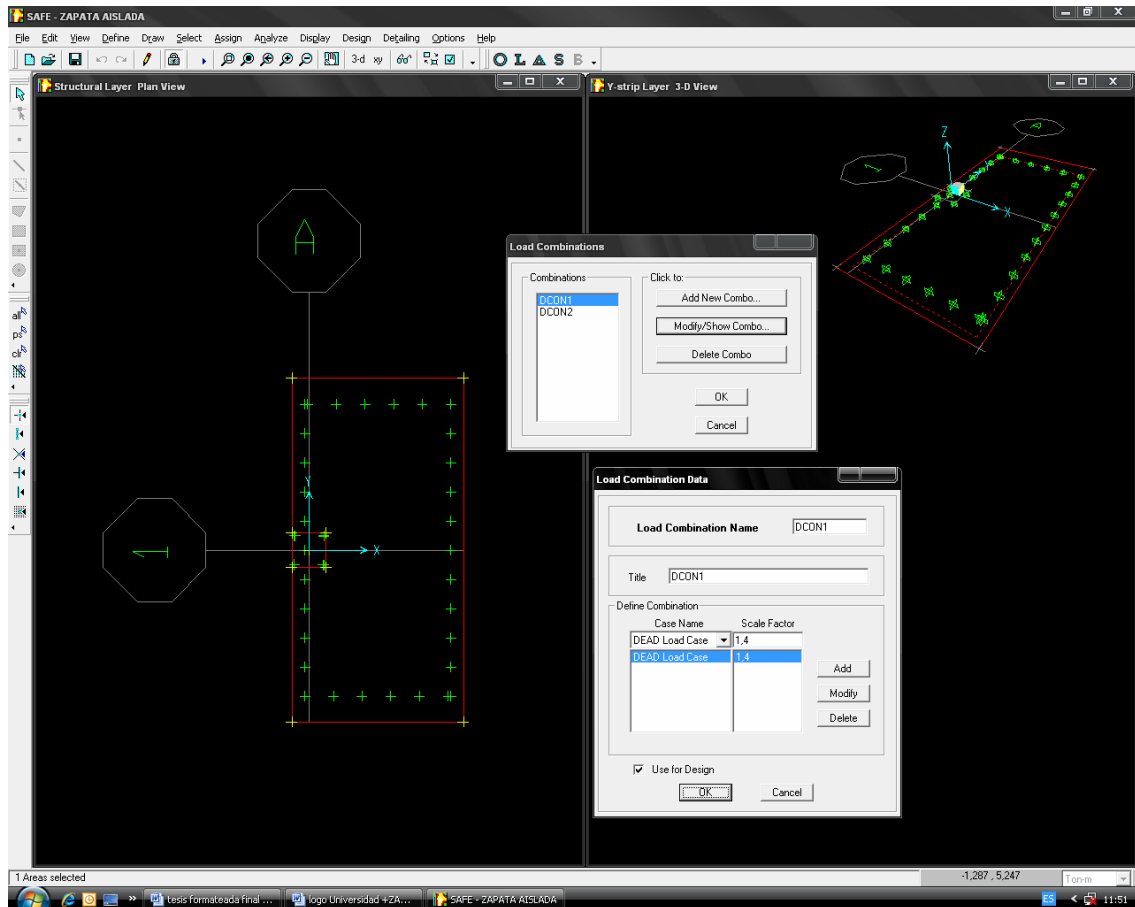 SAFE - ZAPATA AISLADA
File Edit View Define Draw Select Assign Analyze Display Design Detailing Options Help
3-d xy
O L A S B
Structural Layer Plan View
Y-strip Layer 3-D View
all
ps
clr
A
1
Y
X
Z
A
1
Y
X
Load Combinations
Combinations
DCON1
DCON2
Click to:
Add New Combo...
Modify/Show Combo...
Delete Combo
OK
Cancel
Load Combination Data
Load Combination Name DCON1
Title DCON1
Define Combination
Case Name Scale Factor
DEAD Load Case 1,4
DEAD Load Case 1,4
Add
Modify
Delete
Use for Design
OK Cancel
1 Areas selected -1,287 , 5,247 Ton-m
» tesis formateada final ... logo Universidad +ZA... SAFE - ZAPATA AISLADA ES < 11:51